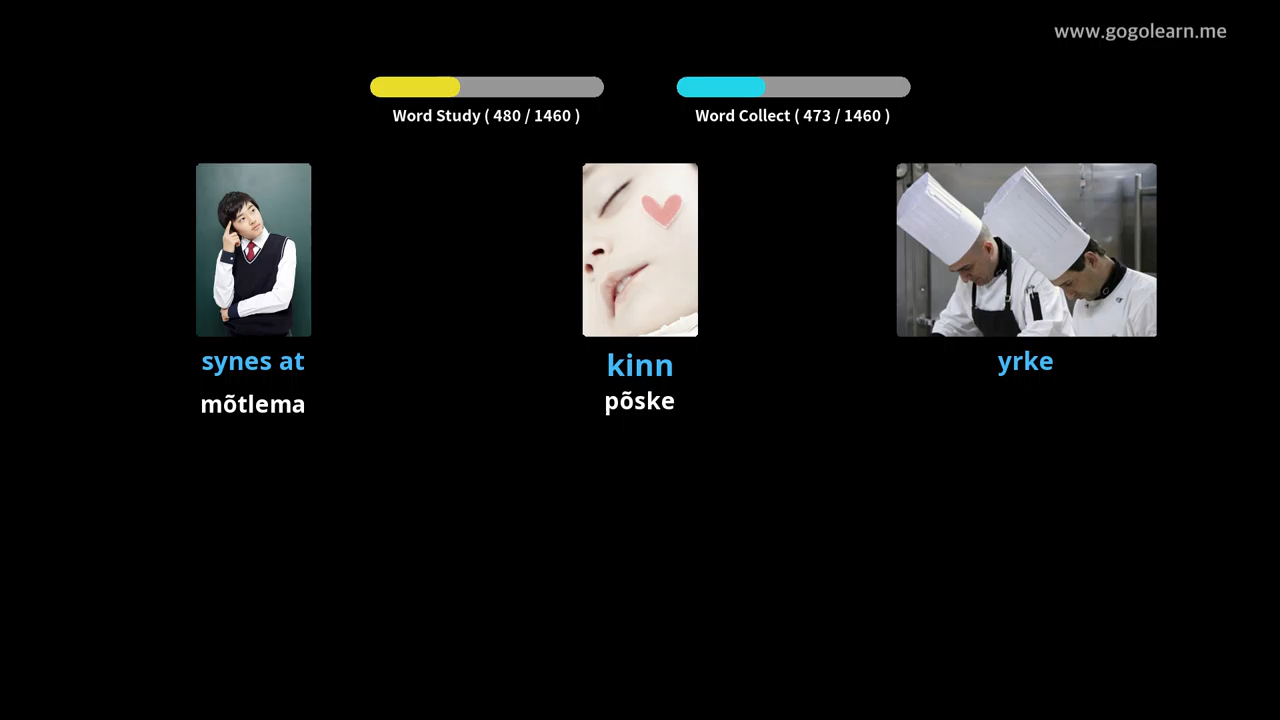 www.gogolearn.me
Word Study ( 480 / 1460 )
Word Collect ( 473 / 1460 )
synes at
mõtlema
kinn
põske
yrke